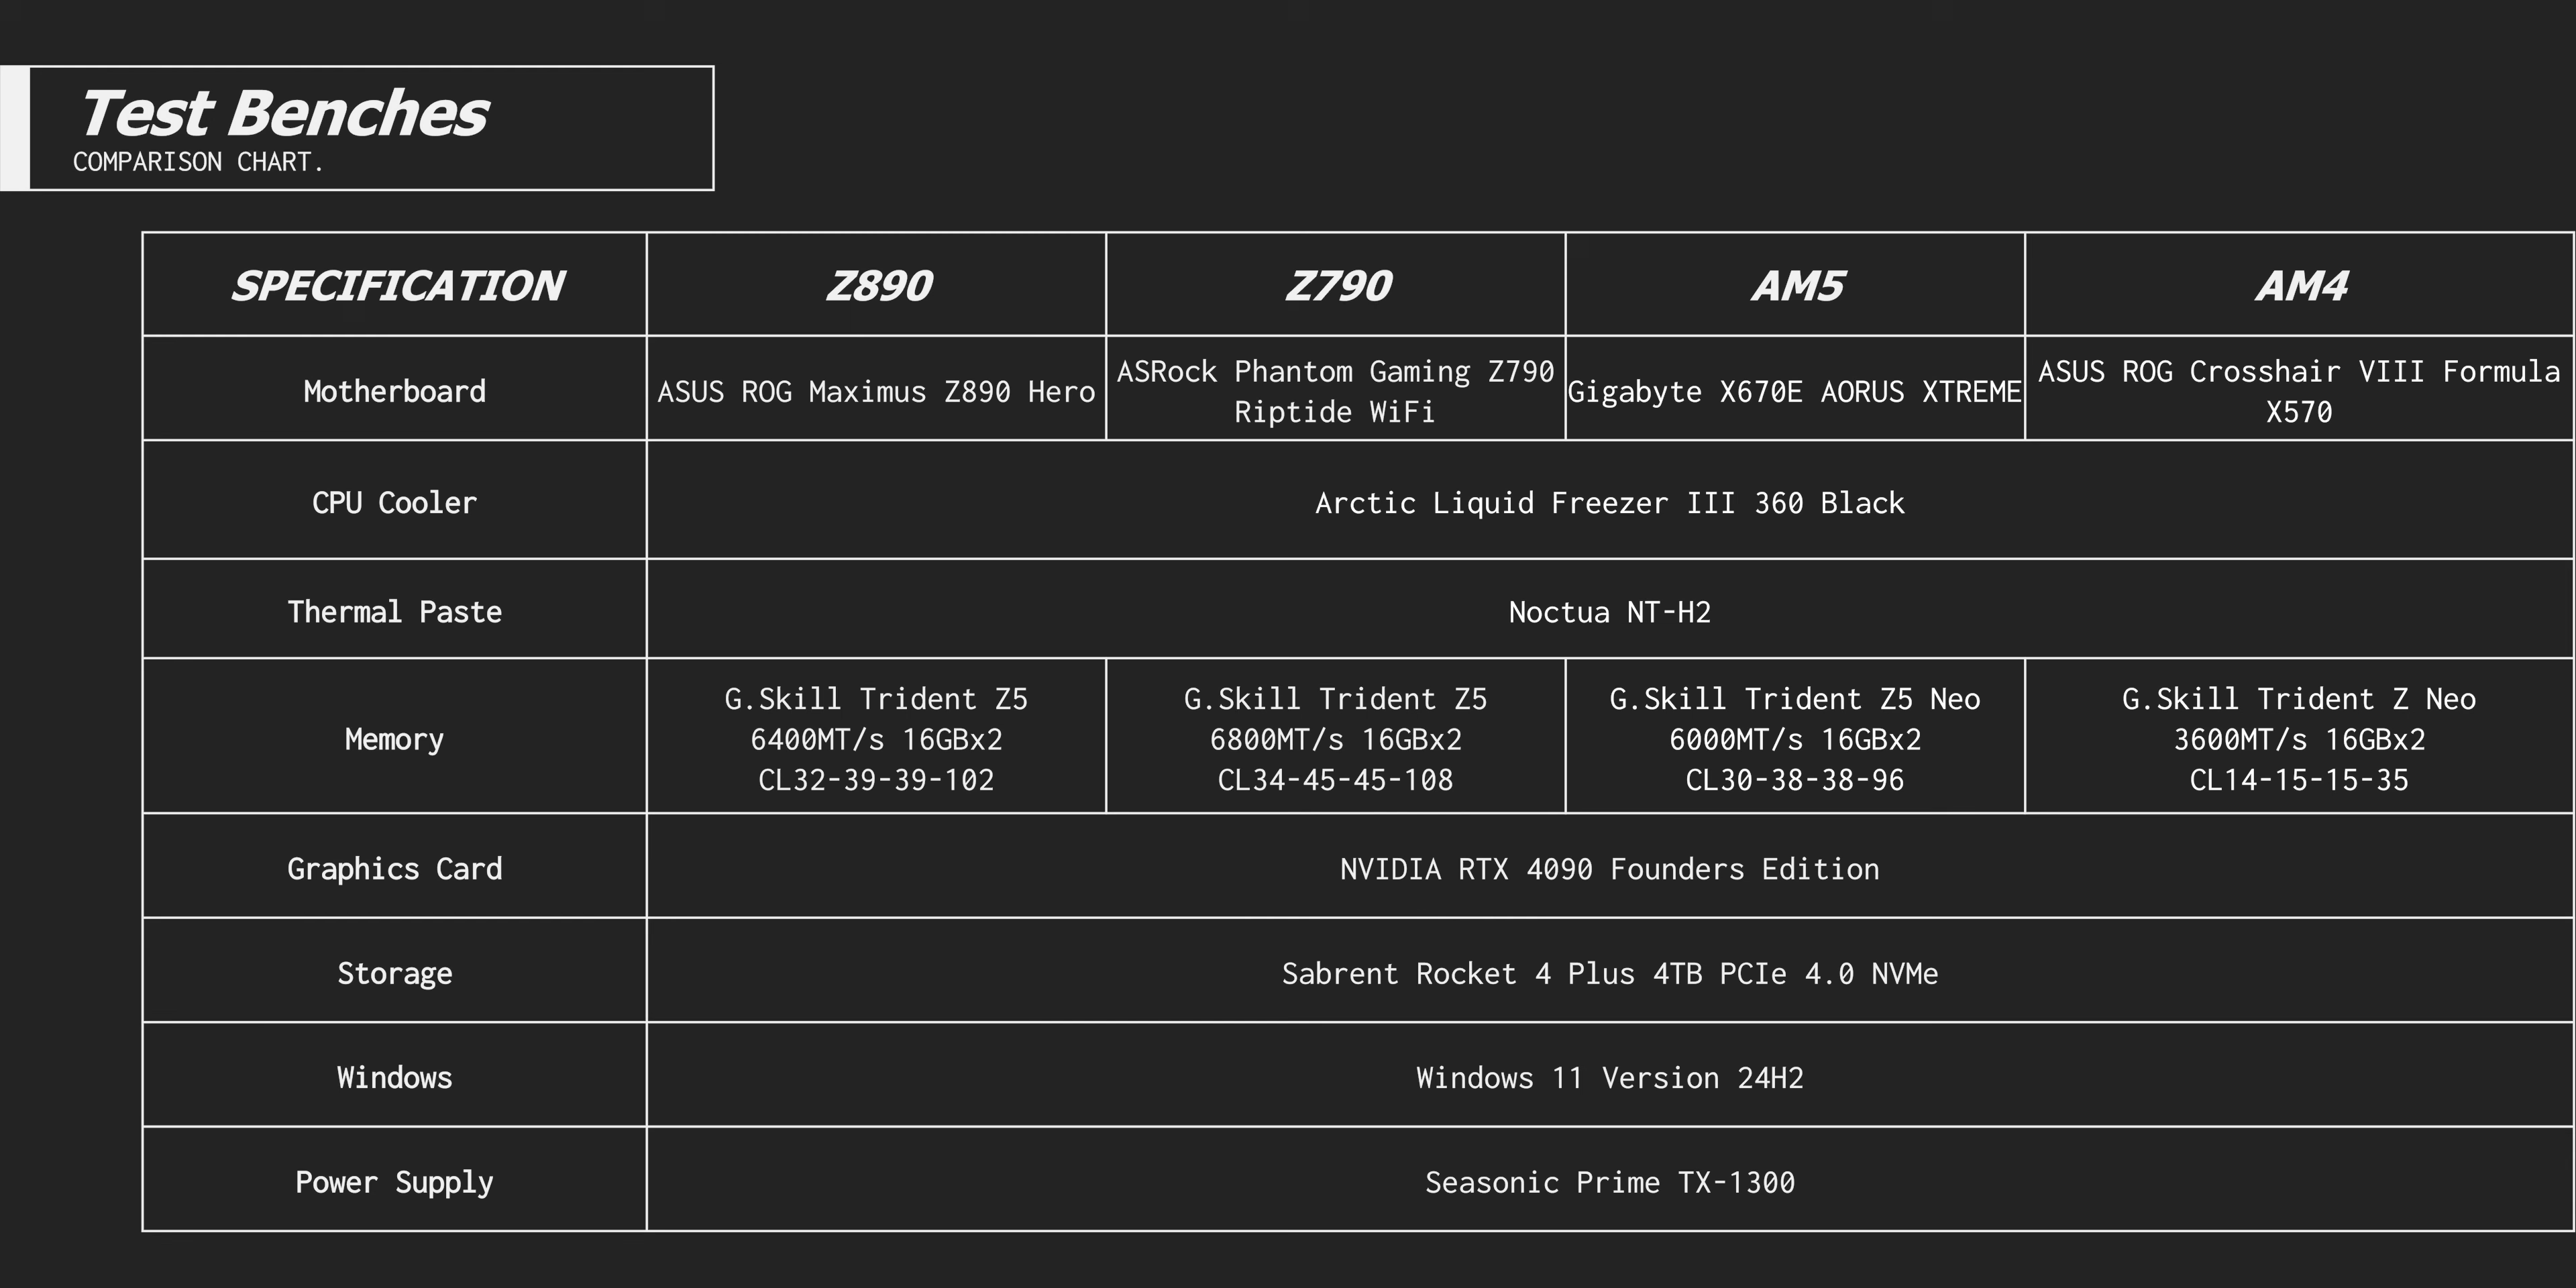 Test Benches
COMPARISON CHART.
SPECIFICATION Z890 Z790 AM5 AM4
Motherboard ASUS ROG Maximus Z890 Hero ASRock Phantom Gaming Z790 Riptide WiFi Gigabyte X670E AORUS XTREME ASUS ROG Crosshair VIII Formula X570
CPU Cooler Arctic Liquid Freezer III 360 Black
Thermal Paste Noctua NT-H2
Memory
G.Skill Trident Z5
6400MT/s 16GBx2
CL32-39-39-102
G.Skill Trident Z5
6800MT/s 16GBx2
CL34-45-45-108
G.Skill Trident Z5 Neo
6000MT/s 16GBx2
CL30-38-38-96
G.Skill Trident Z Neo
3600MT/s 16GBx2
CL14-15-15-35
Graphics Card NVIDIA RTX 4090 Founders Edition
Storage Sabrent Rocket 4 Plus 4TB PCIe 4.0 NVMe
Windows Windows 11 Version 24H2
Power Supply Seasonic Prime TX-1300